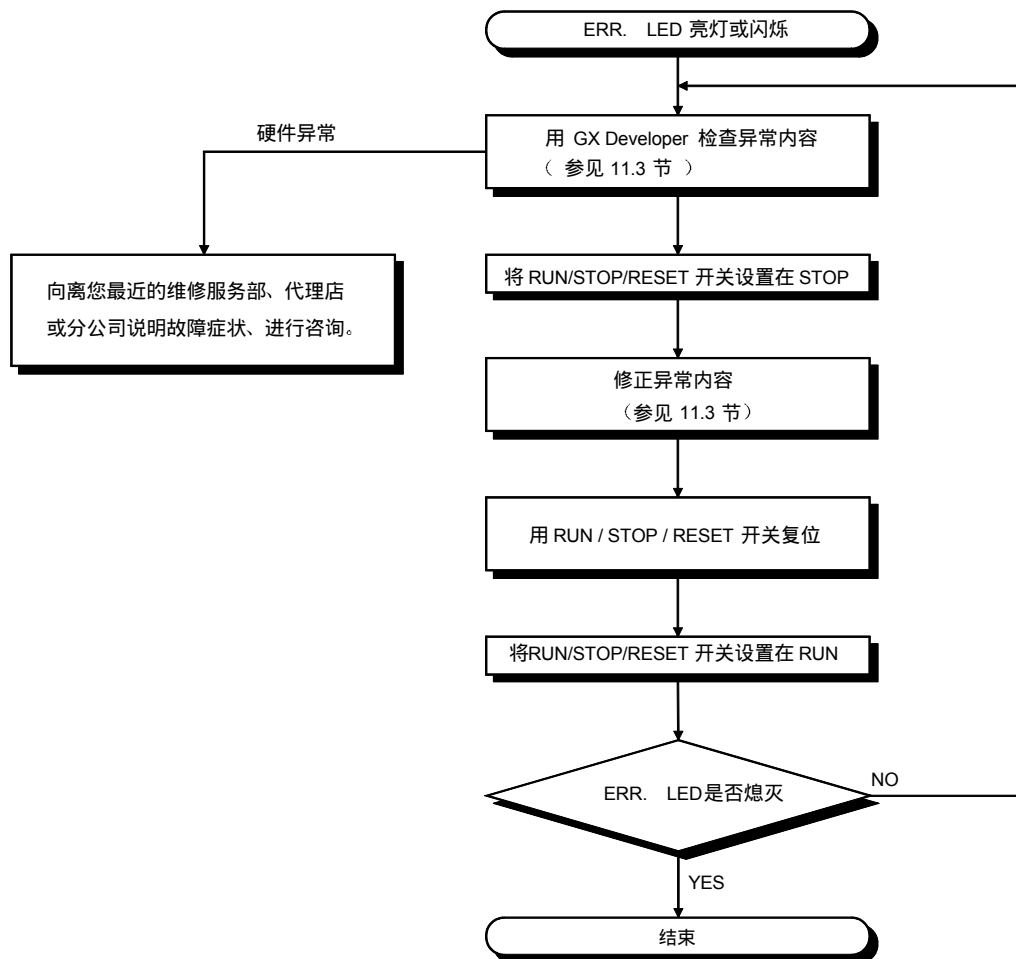 ERR. LED 亮灯或闪烁
硬件异常
用 GX Developer 检查异常内容
（ 参见 11.3 节 ）
将 RUN/STOP/RESET 开关设置在 STOP
向离您最近的维修服务部、代理店
或分公司说明故障症状、进行咨询。
修正异常内容
（参见 11.3 节）
用 RUN / STOP / RESET 开关复位
将RUN/STOP/RESET 开关设置在 RUN
ERR. LED是否熄灭
NO
YES
结束